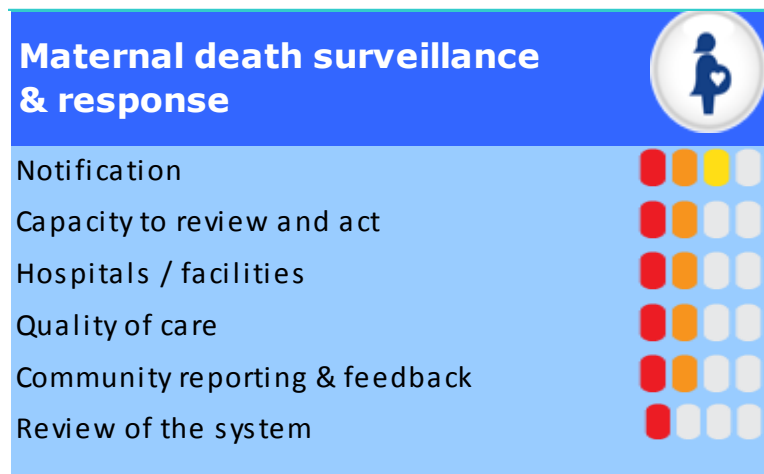 Maternal death surveillance
& response
Notification
Capacity to review and act
Hospitals / facilities
Quality of care
Community reporting & feedback
Review of the system